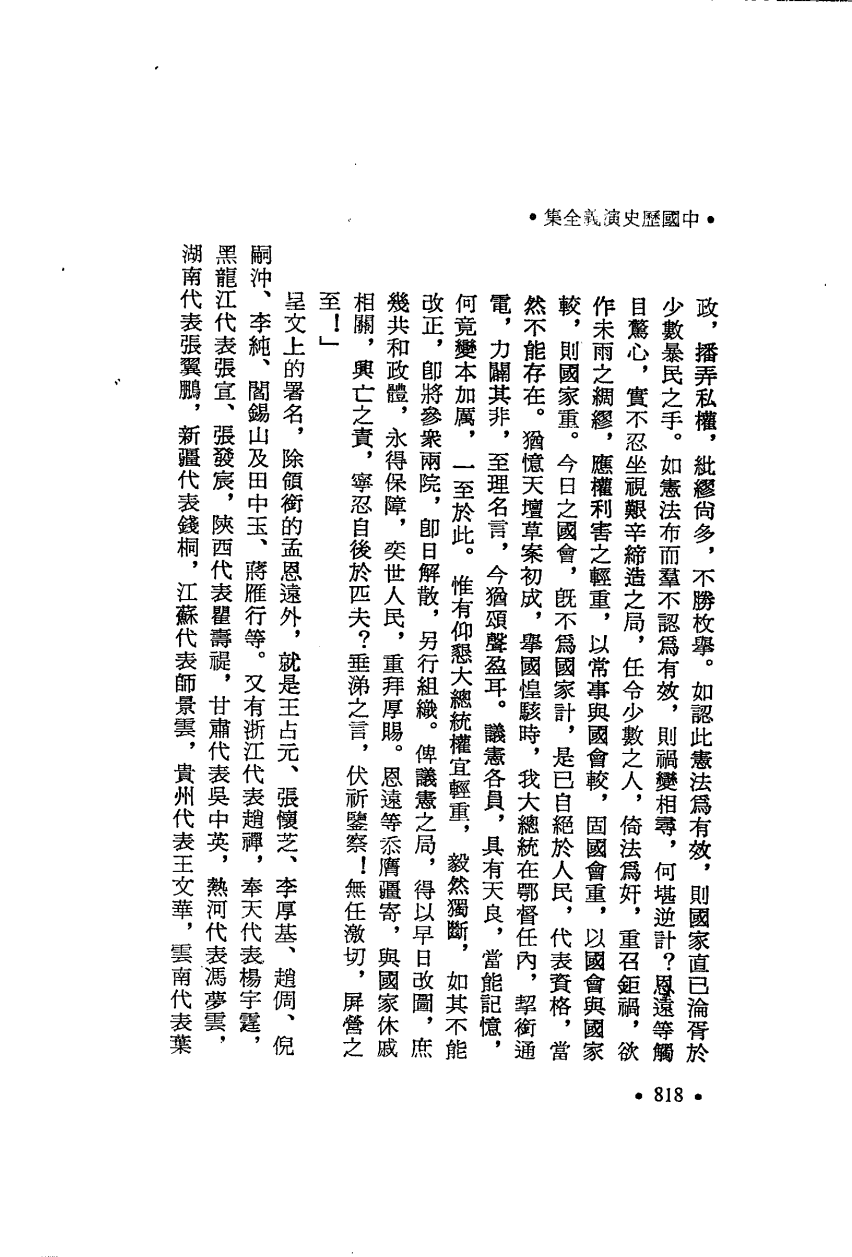 •中國歷史演義全集•
政，播弄私權，紕繆尙多，不勝枚舉。如認此憲法爲有效，則國家直已淪胥於
少數暴民之手。如憲法布而羣不認爲有效，則禍變相尋，何堪逆計？恩遠等觸
目驚心，實不忍坐視艱辛締造之局，任令少數之人，倚法爲奸，重召鉅禍，欲
作未雨之綢繆，應權利害之輕重，以常事與國會較，固國會重，以國會與國家
較，則國家重。今日之國會，旣不爲國家計，是已自絕於人民，代表資格，當
然不能存在。猶憶天壇草案初成，舉國惶駭時，我大總統在鄂督任內，挈銜通
電，力闢其非，至理名言，今猶頌聲盈耳。議憲各員，具有天良，當能記憶，
何竟變本加厲，一至於此。惟有仰懇大總統權宜輕重，毅然獨斷，如其不能
改正，卽將參衆兩院，卽日解散，另行組織。俾議憲之局，得以早日改圖，庶
幾共和政體，永得保障，奕世人民，重拜厚賜。恩遠等忝膺疆寄，與國家休戚
相關，興亡之責，寧忍自後於匹夫？垂涕之言，伏祈鑒察！無任激切，屏營之
至！」
呈文上的署名，除領銜的孟恩遠外，就是王占元、張懷芝、李厚基、趙倜、倪
嗣沖、李純、閻錫山及田中玉、蔣雁行等。又有浙江代表趙禪，奉天代表楊宇霆，
黑龍江代表張宣、張發宸，陝西代表瞿壽禔，甘肅代表吳中英，熱河代表馮夢雲，
湖南代表張翼鵬，新疆代表錢桐，江蘇代表師景雲，貴州代表王文華，雲南代表葉
•818•